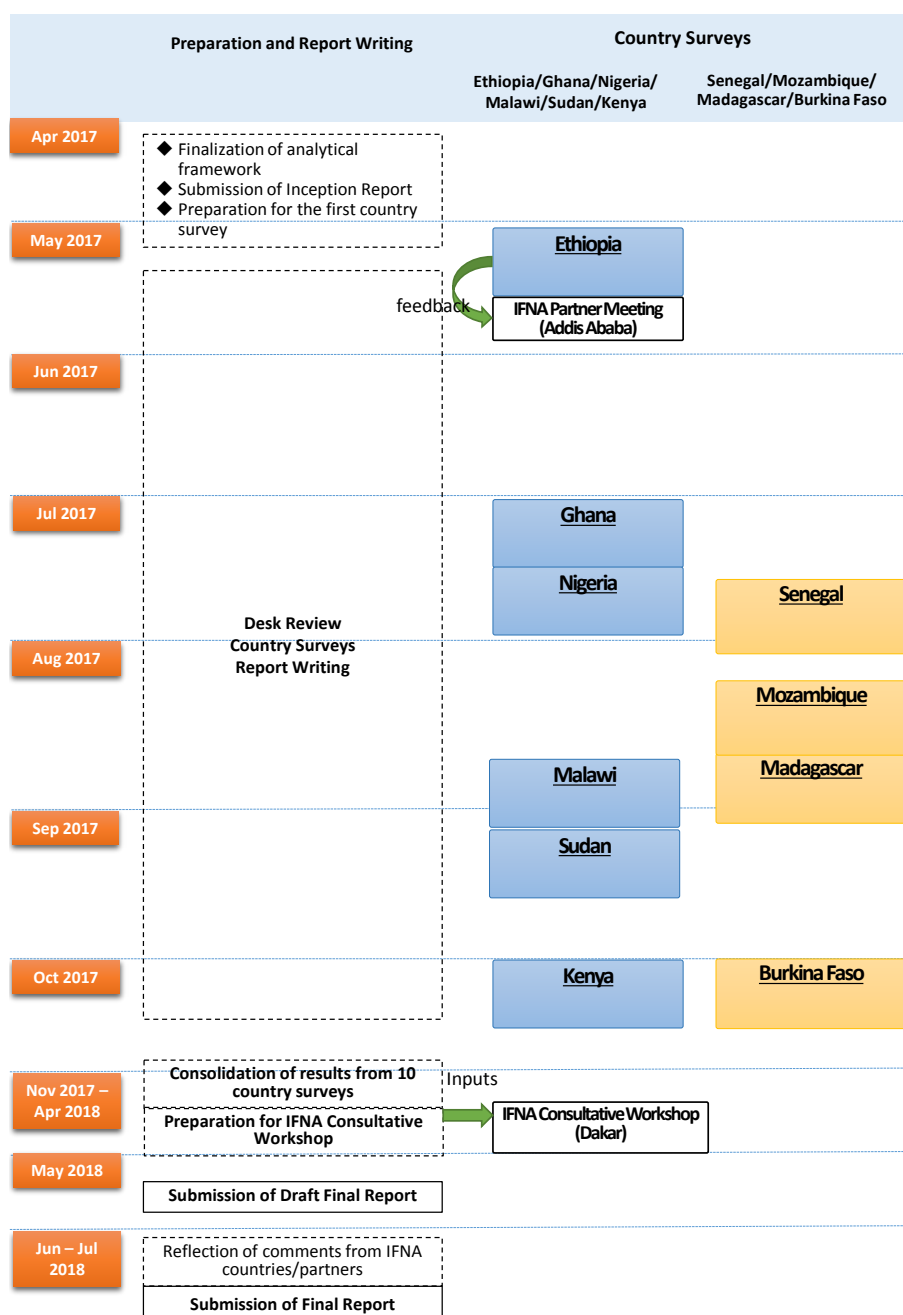 Preparation and Report Writing
Country Surveys
Ethiopia/Ghana/Nigeria/
Malawi/Sudan/Kenya
Senegal/Mozambique/
Madagascar/Burkina Faso
Apr 2017
◆ Finalization of analytical
framework
◆ Submission of Inception Report
◆ Preparation for the first country
survey
May 2017
Ethiopia
feedback
IFNA Partner Meeting
(Addis Ababa)
Jun 2017
Jul 2017
Ghana
Nigeria
Senegal
Desk Review
Country Surveys
Report Writing
Aug 2017
Mozambique
Malawi
Madagascar
Sep 2017
Sudan
Oct 2017
Kenya
Burkina Faso
Nov 2017 –
Apr 2018
Consolidation of results from 10
country surveys
Inputs
Preparation for IFNA Consultative
Workshop
IFNA Consultative Workshop
(Dakar)
May 2018
Submission of Draft Final Report
Jun – Jul
2018
Reflection of comments from IFNA
countries/partners
Submission of Final Report